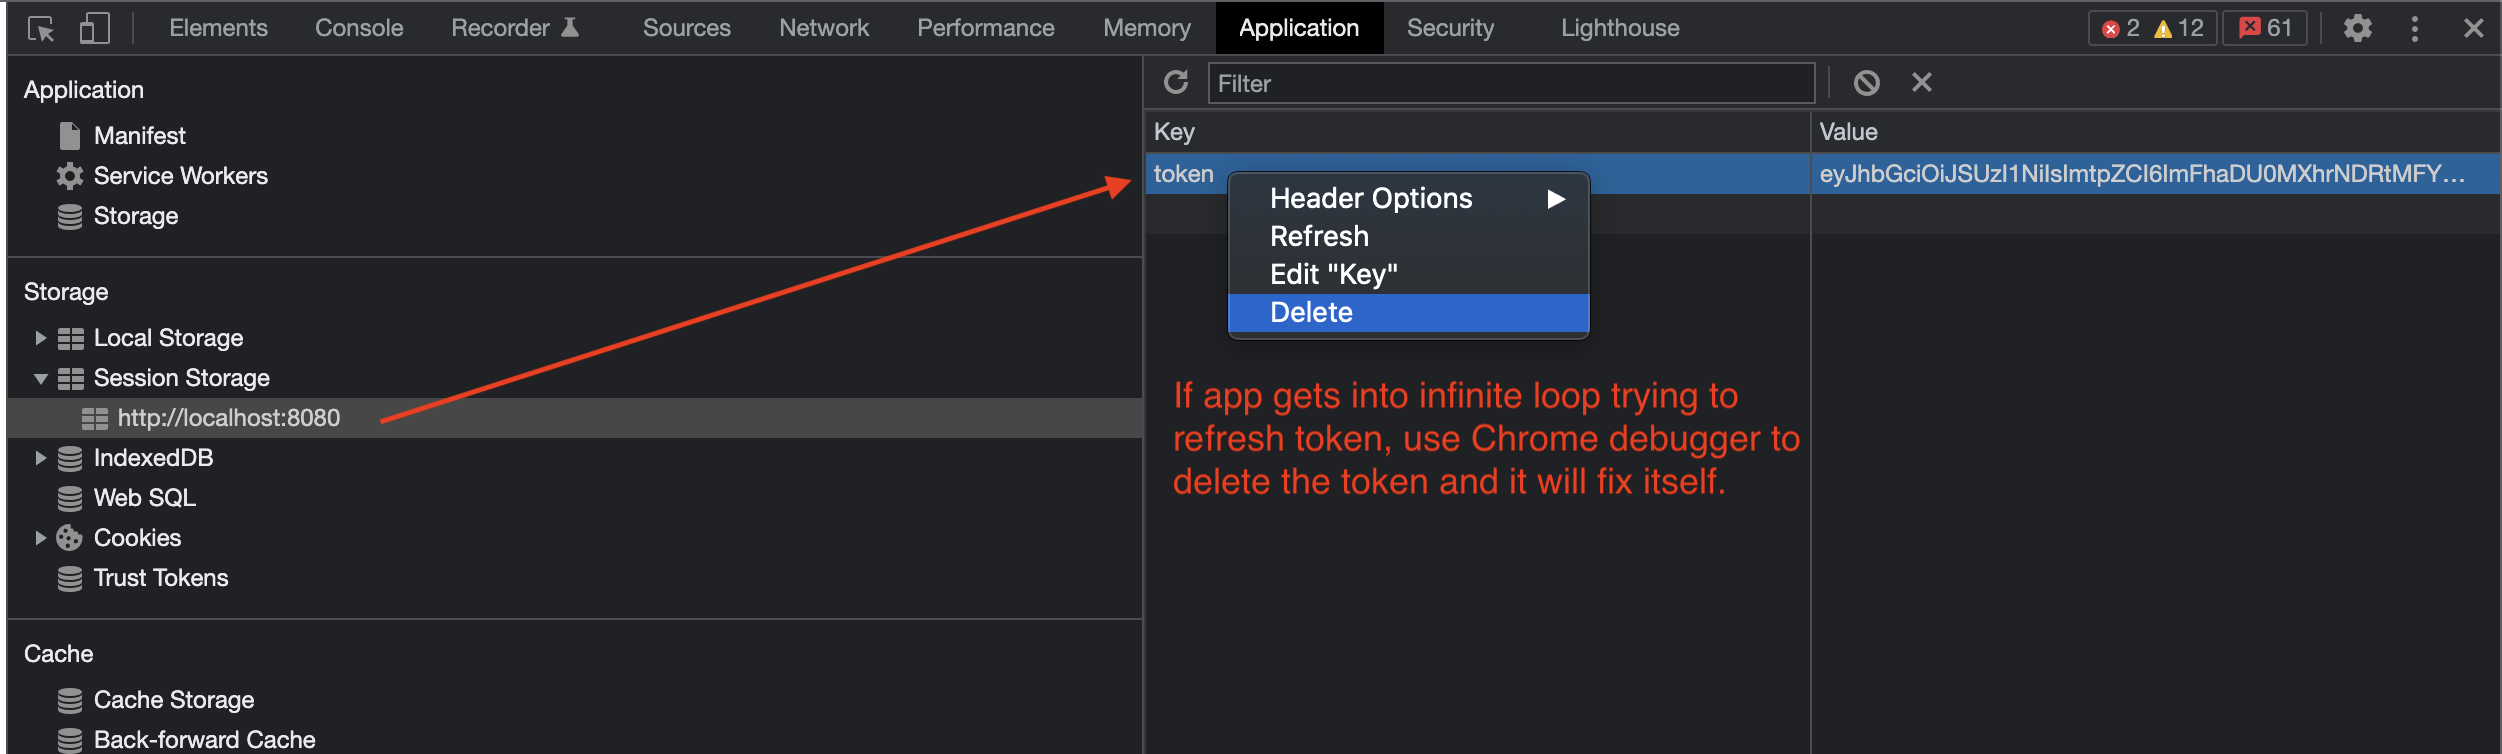 Elements Console Recorder Sources Network Performance Memory Application Security Lighthouse 2 12 61
Application
Manifest
Service Workers
Storage
Storage
Local Storage
Session Storage
http://localhost:8080
IndexedDB
Web SQL
Cookies
Trust Tokens
Cache
Cache Storage
Back-forward Cache
Filter
Key Value
token eyJhbGciOiJSUzI1NiIsImtpZCI6ImFhaDU0MXhrNDRtMFY...
Header Options
Refresh
Edit "Key"
Delete
If app gets into infinite loop trying to
refresh token, use Chrome debugger to
delete the token and it will fix itself.